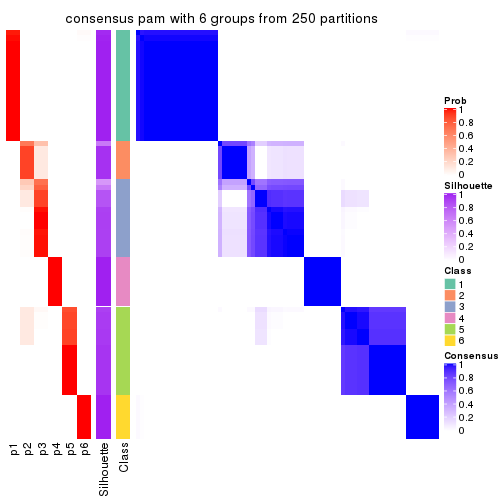 consensus pam with 6 groups from 250 partitions
Prob
1
0.8
0.6
0.4
0.2
0
Silhouette
1
0.8
0.6
0.4
0.2
0
Class
1
2
3
4
5
6
Consensus
1
0.8
0.6
0.4
0.2
0
p1
p2
p3
p4
p5
p6
Silhouette
Class